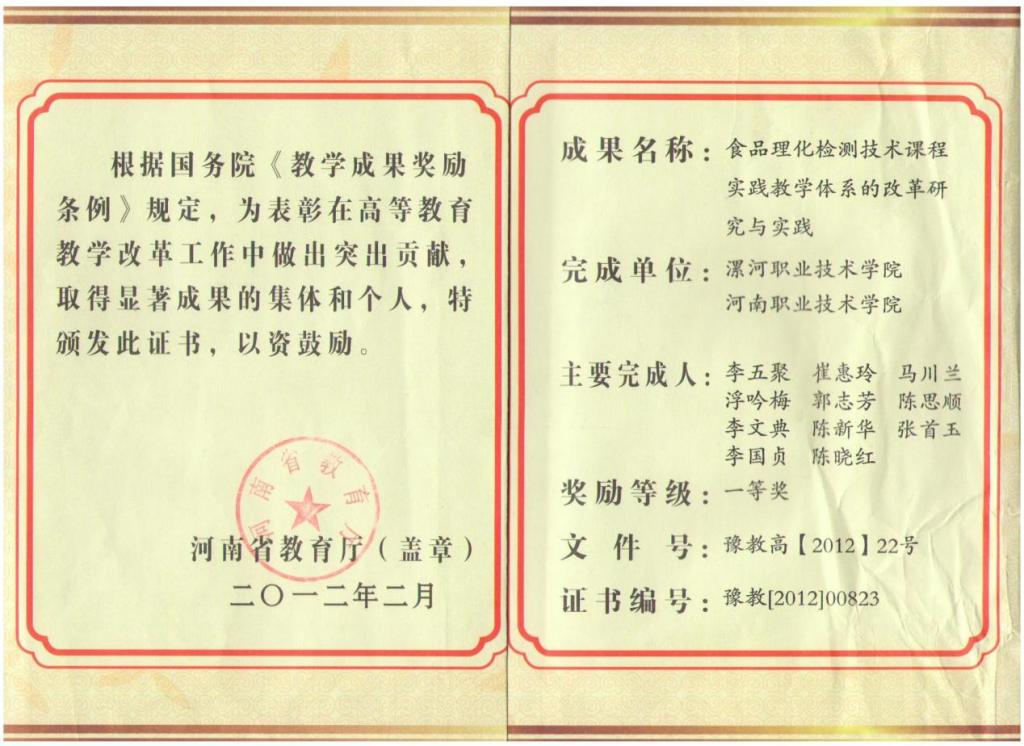 根据国务院《教学成果奖励
条例》规定，为表彰在高等教育
教学改革工作中做出突出贡献，
取得显著成果的集体和个人，特
颁发此证书，以资鼓励。
河南省教育厅
河南省教育厅（盖章）
二〇一二年二月
成果名称：食品理化检测技术课程
实践教学体系的改革研
究与实践
完成单位：漯河职业技术学院
河南职业技术学院
主要完成人：李五聚 崔惠玲 马川兰
浮吟梅 郭志芳 陈思顺
李文典 陈新华 张首玉
李国贞 陈晓红
奖励等级：一等奖
文件号：豫教高【2012】22号
证书编号：豫教[2012]00823